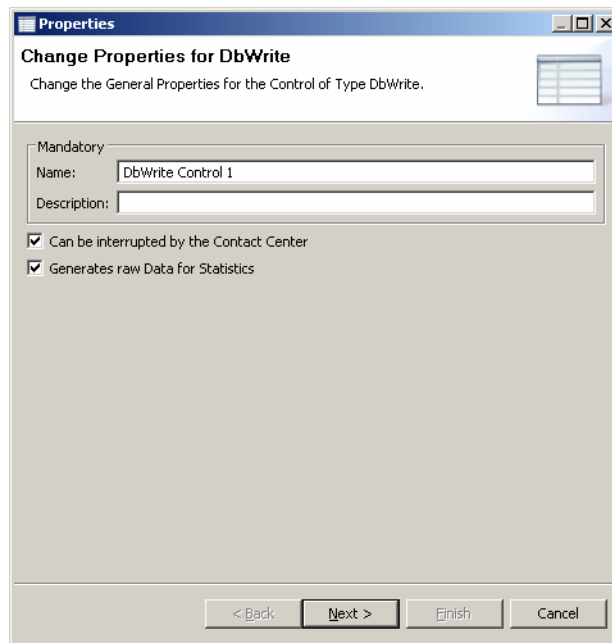 Properties
Change Properties for DbWrite
Change the General Properties for the Control of Type DbWrite.
Mandatory
Name: DbWrite Control 1
Description:
Can be interrupted by the Contact Center
Generates raw Data for Statistics
< Back Next > Finish Cancel